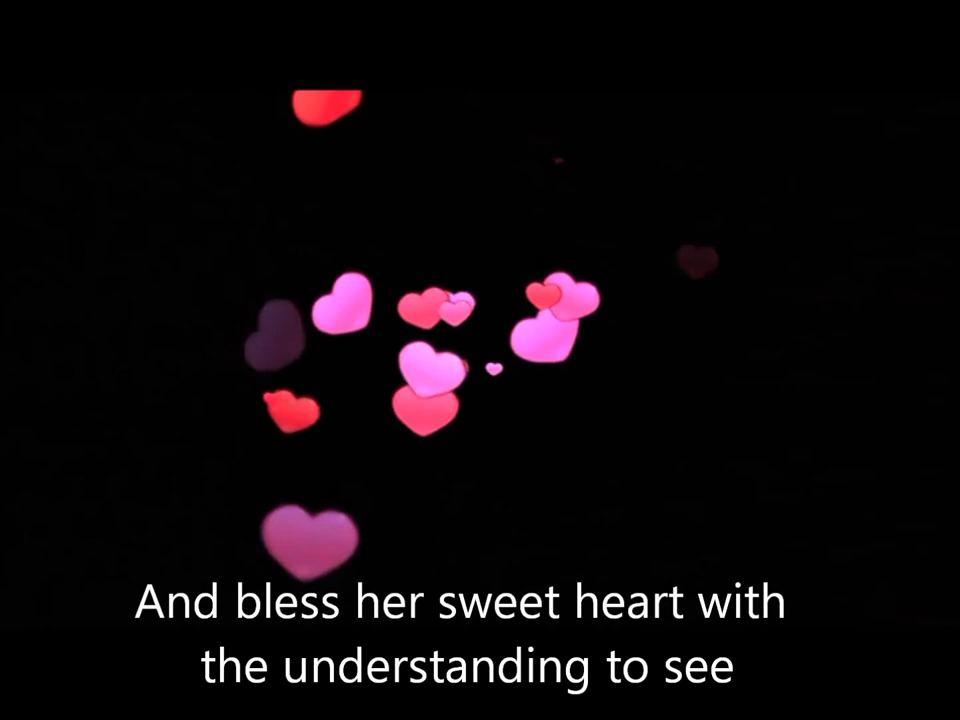 And bless her sweet heart with
the understanding to see